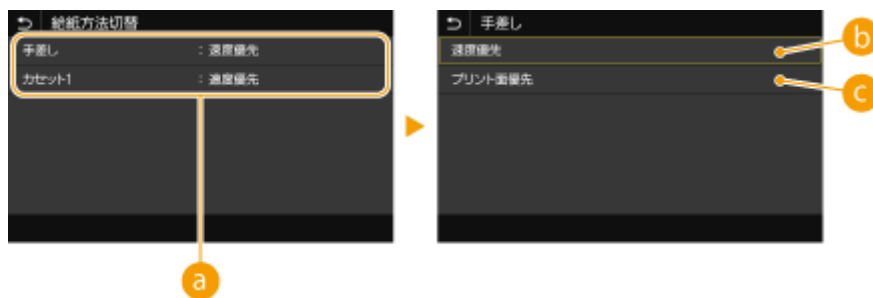 給紙方法切替
手差し : 速度優先
カセット1 : 速度優先
a
手差し
速度優先
プリント面優先
b
c